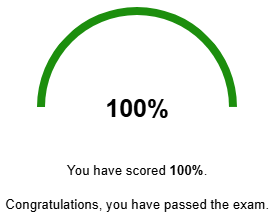 100%
You have scored 100%.
Congratulations, you have passed the exam.